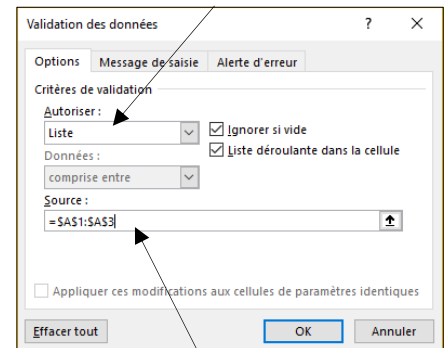 Validation des données ? ×
Options Message de saisie Alerte d'erreur
Critères de validation
Autoriser :
Liste
Ignorer si vide
Données :
Liste déroulante dans la cellule
comprise entre
Source :
=$A$1:$A$3
Appliquer ces modifications aux cellules de paramètres identiques
Effacer tout OK Annuler